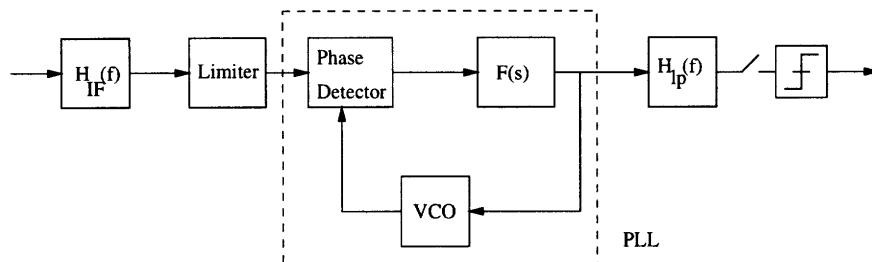 H_IF(f)
Limiter
Phase
Detector
F(s)
H_lp(f)
VCO
PLL